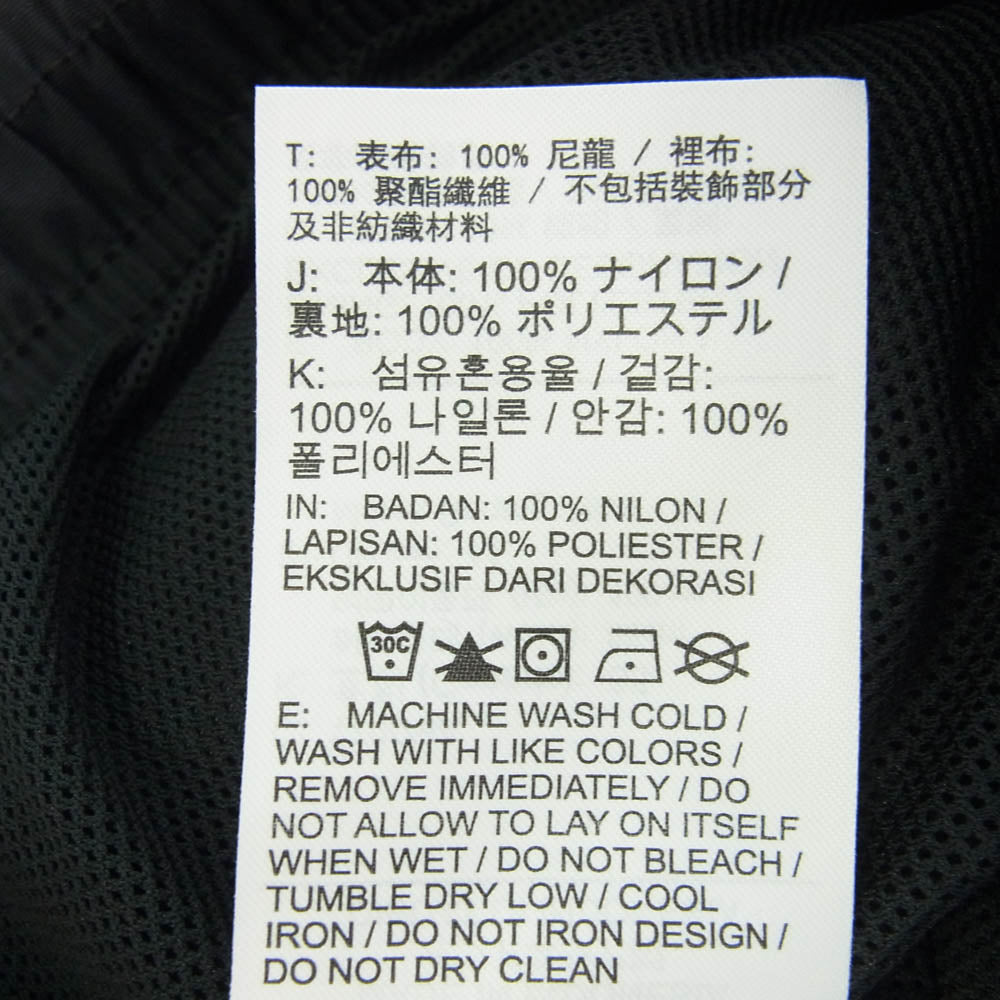 T: 表布: 100% 尼龍 / 裡布:
100% 聚酯纖維 / 不包括裝飾部分
及非紡織材料
J: 本体: 100% ナイロン /
裏地: 100% ポリエステル
K: 섬유혼용율 / 겉감:
100% 나일론 / 안감: 100%
폴리에스터
IN: BADAN: 100% NILON /
LAPISAN: 100% POLIESTER /
EKSKLUSIF DARI DEKORASI
30C
E: MACHINE WASH COLD /
WASH WITH LIKE COLORS /
REMOVE IMMEDIATELY / DO
NOT ALLOW TO LAY ON ITSELF
WHEN WET / DO NOT BLEACH /
TUMBLE DRY LOW / COOL
IRON / DO NOT IRON DESIGN /
DO NOT DRY CLEAN